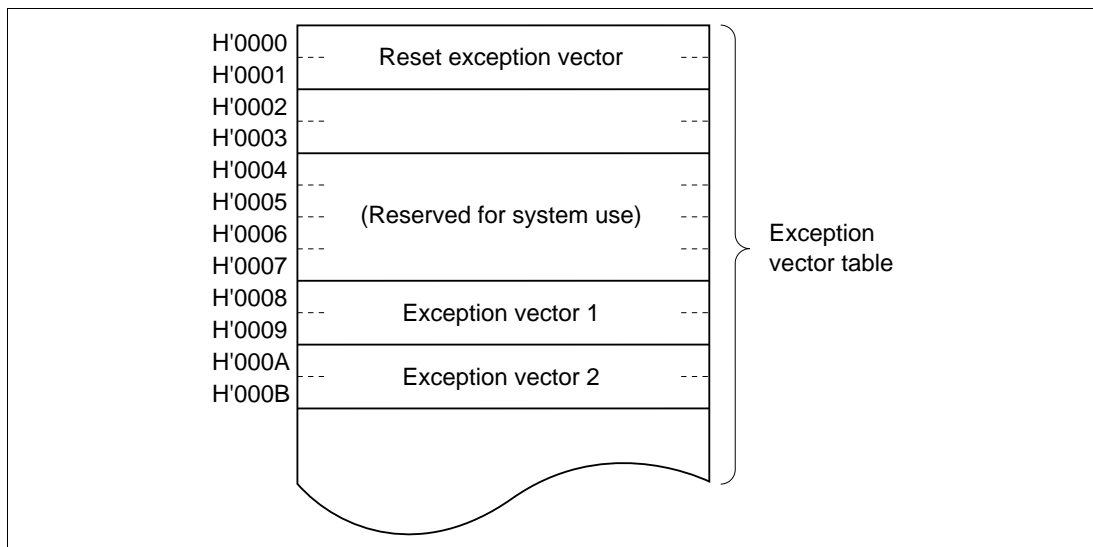 H'0000
Reset exception vector
H'0001
H'0002
H'0003
H'0004
H'0005
(Reserved for system use)
H'0006
H'0007
H'0008
Exception vector 1
H'0009
H'000A
Exception vector 2
H'000B
Exception
vector table